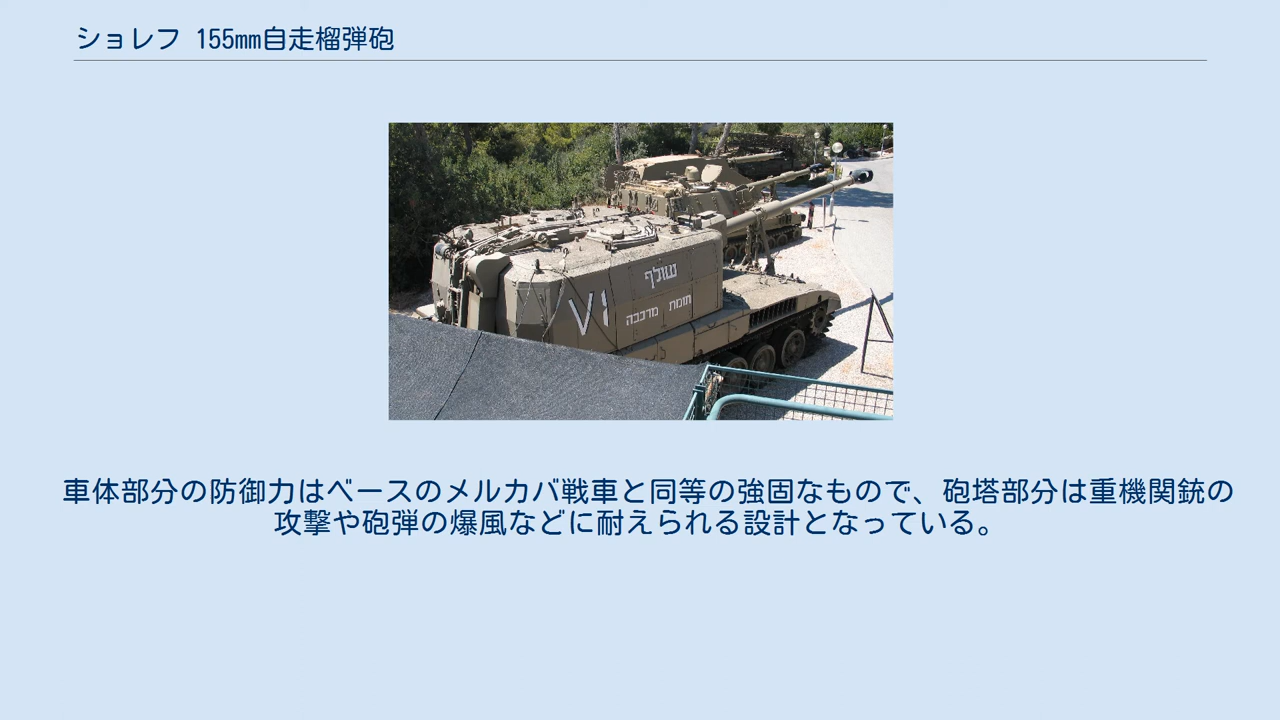 ショレフ 155mm自走榴弾砲
שולף
תומת מרכבה
V1
車体部分の防御力はベースのメルカバ戦車と同等の強固なもので、砲塔部分は重機関銃の
攻撃や砲弾の爆風などに耐えられる設計となっている。